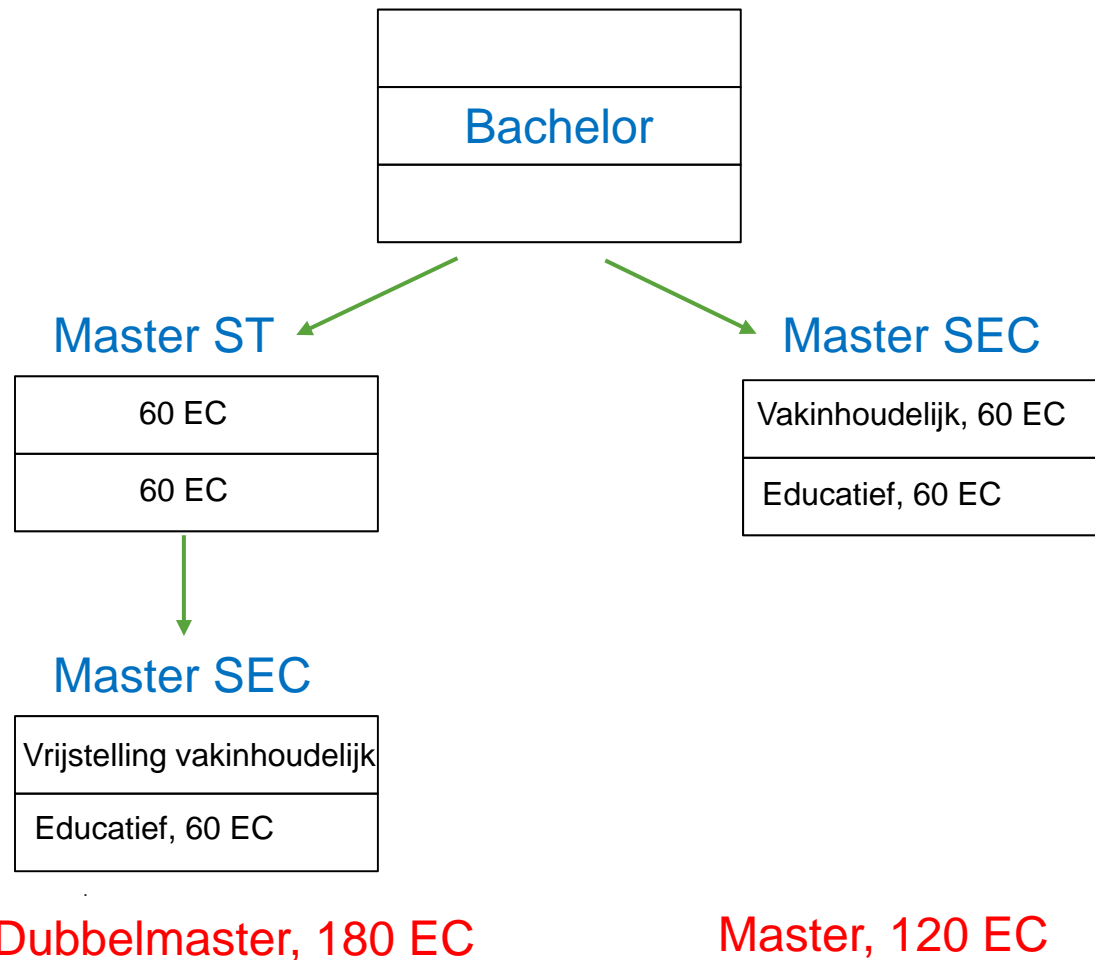 Bachelor
Master ST
60 EC
60 EC
Master SEC
Vrijstelling vakinhoudelijk
Educatief, 60 EC
Dubbelmaster, 180 EC
Master SEC
Vakinhoudelijk, 60 EC
Educatief, 60 EC
Master, 120 EC